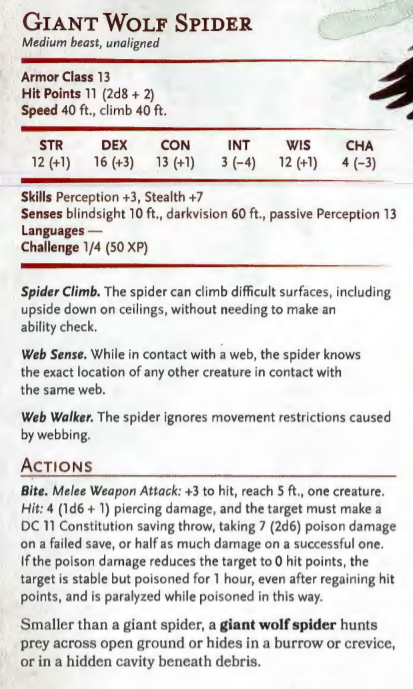 GIANT WOLF SPIDER
Medium beast, unaligned
Armor Class 13
Hit Points 11 (2d8 + 2)
Speed 40 ft., climb 40 ft.
STR DEX CON INT WIS CHA
12 (+1) 16 (+3) 13 (+1) 3 (−4) 12 (+1) 4 (−3)
Skills Perception +3, Stealth +7
Senses blindsight 10 ft., darkvision 60 ft., passive Perception 13
Languages —
Challenge 1/4 (50 XP)
Spider Climb. The spider can climb difficult surfaces, including
upside down on ceilings, without needing to make an
ability check.
Web Sense. While in contact with a web, the spider knows
the exact location of any other creature in contact with
the same web.
Web Walker. The spider ignores movement restrictions caused
by webbing.
ACTIONS
Bite. Melee Weapon Attack: +3 to hit, reach 5 ft., one creature.
Hit: 4 (1d6 + 1) piercing damage, and the target must make a
DC 11 Constitution saving throw, taking 7 (2d6) poison damage
on a failed save, or half as much damage on a successful one.
If the poison damage reduces the target to 0 hit points, the
target is stable but poisoned for 1 hour, even after regaining hit
points, and is paralyzed while poisoned in this way.
Smaller than a giant spider, a giant wolf spider hunts
prey across open ground or hides in a burrow or crevice,
or in a hidden cavity beneath debris.